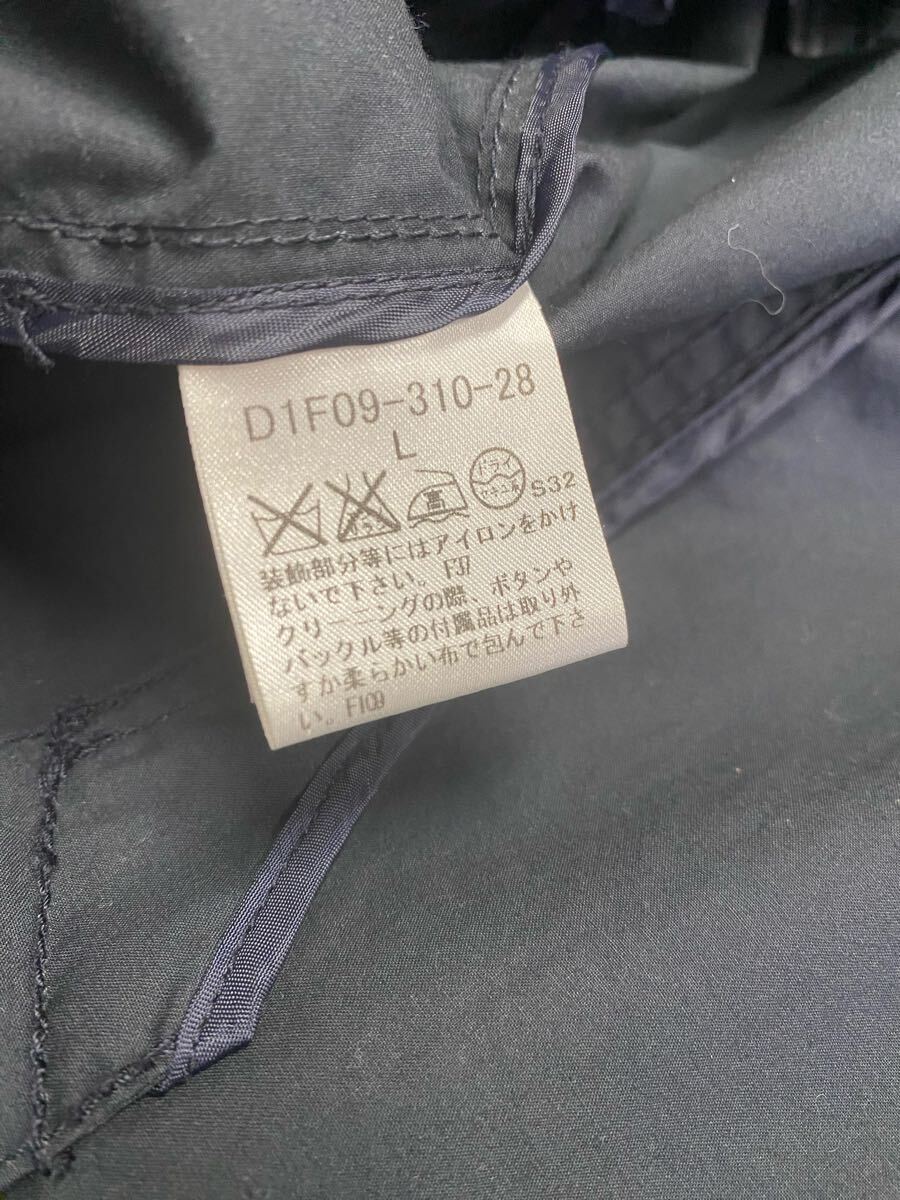 D1F09-310-28
L
高 ドライ セキユ系 S32
装飾部分等にはアイロンをかけ
ないで下さい。F37
クリーニングの際、ボタンや
バックル等の付属品は取り外
すか柔らかい布で包んで下さ
い。F109